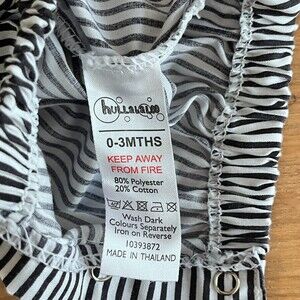 hullabaloo
0-3MTHS
KEEP AWAY
FROM FIRE
80% Polyester
20% Cotton
Wash Dark
Colours Separately
Iron on Reverse
10393872
MADE IN THAILAND